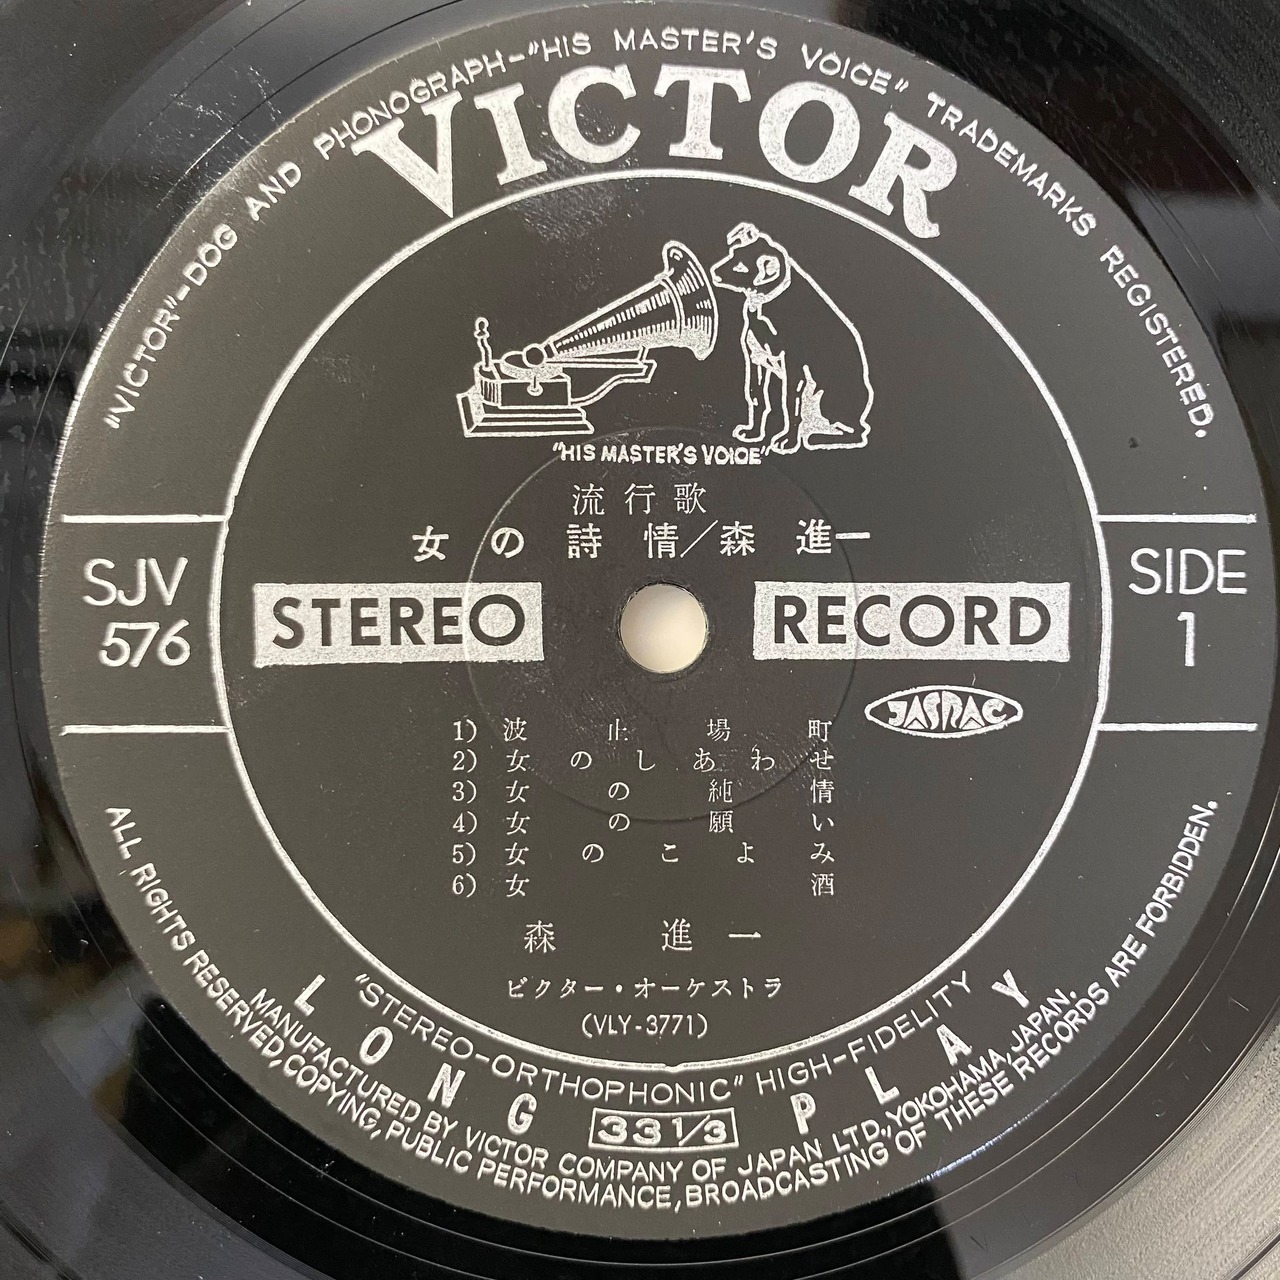 "VICTOR"-DOG AND PHONOGRAPH-"HIS MASTER'S VOICE" TRADEMARKS REGISTERED.
VICTOR
"HIS MASTER'S VOICE"
流行歌
女の詩情/森進一
SJV
576
STEREO RECORD
SIDE
1
JASRAC
1) 波止場町
2) 女のしあわせ
3) 女の純情
4) 女の願い
5) 女のこよみ
6) 女酒
森進一
ビクター・オーケストラ
(VLY-3771)
"STEREO-ORTHOPHONIC" HIGH-FIDELITY
LONG 33 1/3 PLAY
MANUFACTURED BY VICTOR COMPANY OF JAPAN LTD., YOKOHAMA, JAPAN.
ALL RIGHTS RESERVED, COPYING, PUBLIC PERFORMANCE, BROADCASTING OF THESE RECORDS ARE FORBIDDEN.